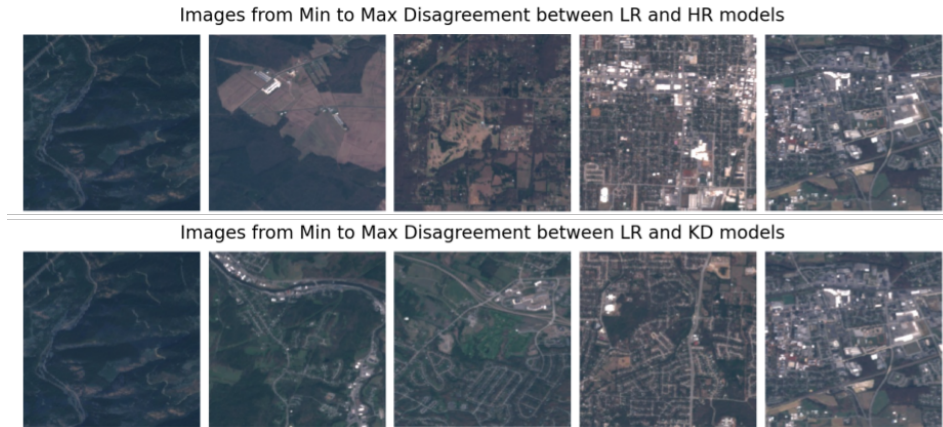 Images from Min to Max Disagreement between LR and HR models
Images from Min to Max Disagreement between LR and KD models